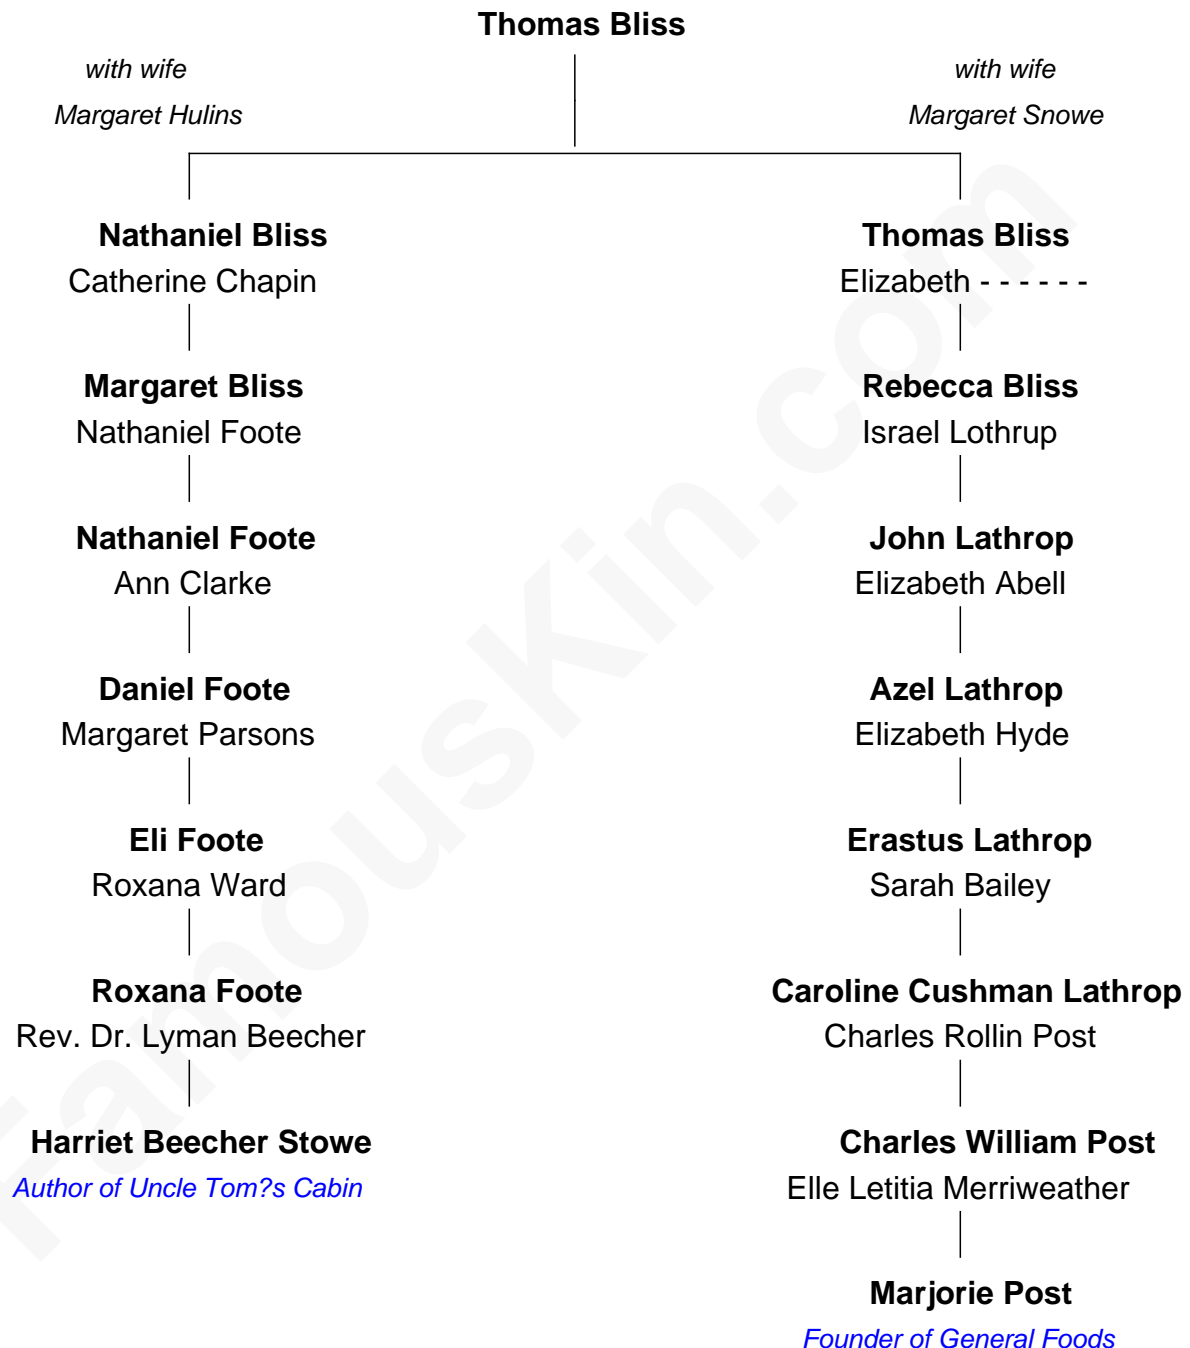 Thomas Bliss
with wife
Margaret Hulins
with wife
Margaret Snowe
Nathaniel Bliss
Catherine Chapin
Margaret Bliss
Nathaniel Foote
Nathaniel Foote
Ann Clarke
Daniel Foote
Margaret Parsons
Eli Foote
Roxana Ward
Roxana Foote
Rev. Dr. Lyman Beecher
Harriet Beecher Stowe
Author of Uncle Tom?s Cabin
Thomas Bliss
Elizabeth - - - - - -
Rebecca Bliss
Israel Lothrup
John Lathrop
Elizabeth Abell
Azel Lathrop
Elizabeth Hyde
Erastus Lathrop
Sarah Bailey
Caroline Cushman Lathrop
Charles Rollin Post
Charles William Post
Elle Letitia Merriweather
Marjorie Post
Founder of General Foods
FamousKin.com